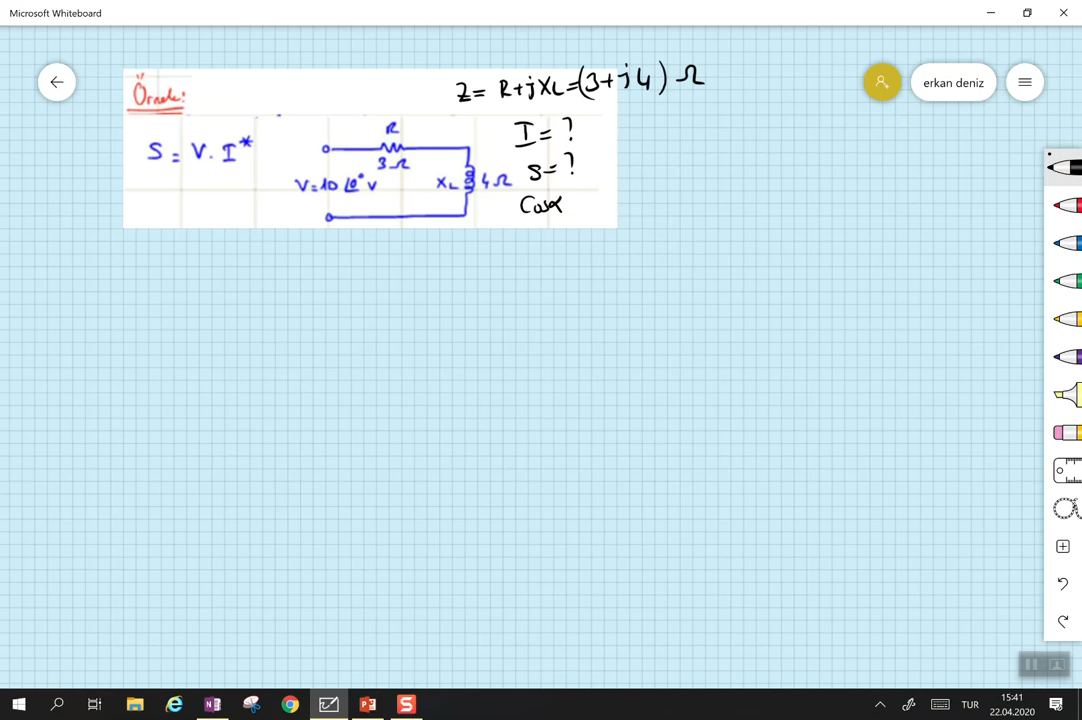 Microsoft Whiteboard
erkan deniz
Örnek:
Z = R+jXL=(3+j4) Ω
S = V. I*
R
3 Ω
V=10 ∠0° V
XL
4 Ω
I = ?
S = ?
Cosα
TUR
15:41
22.04.2020